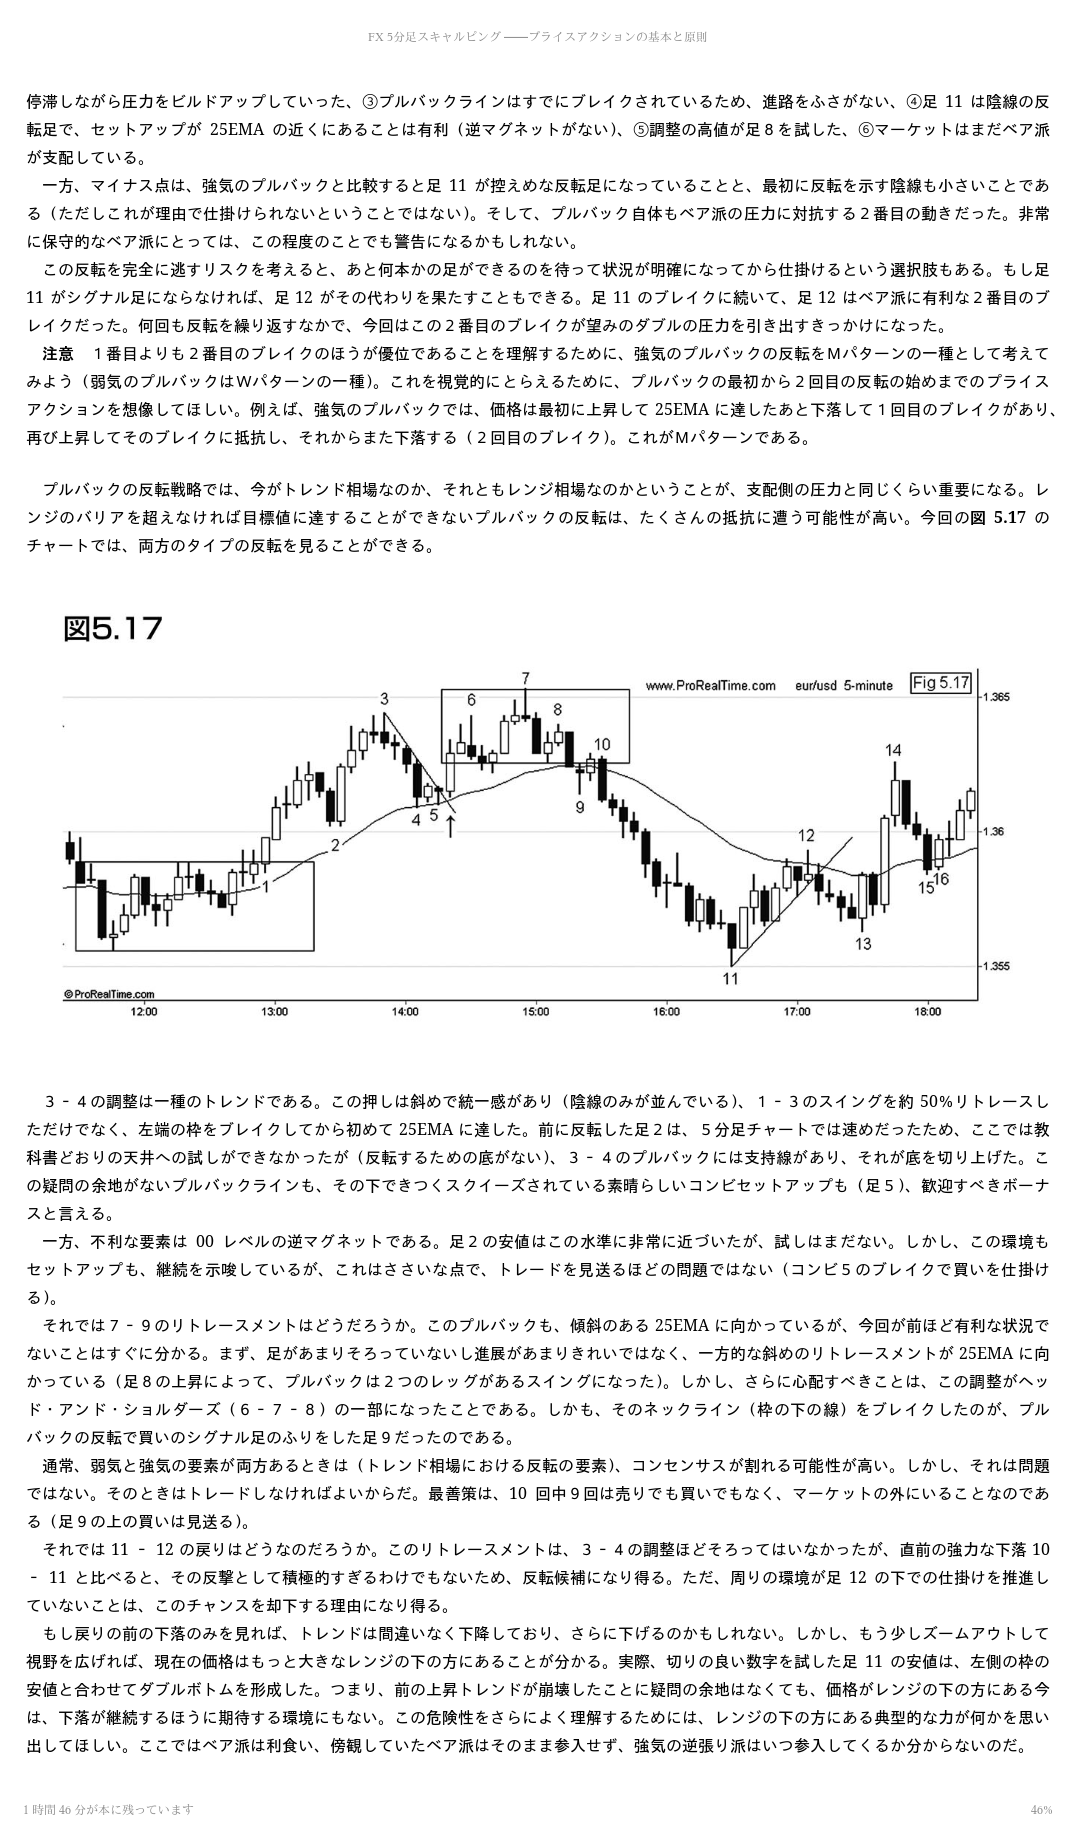 FX 5分足スキャルピング ――プライスアクションの基本と原則
停滞しながら圧力をビルドアップしていった、③プルバックラインはすでにブレイクされているため、進路をふさがない、④足 11 は陰線の反
転足で、セットアップが 25EMA の近くにあることは有利（逆マグネットがない）、⑤調整の高値が足８を試した、⑥マーケットはまだベア派
が支配している。
一方、マイナス点は、強気のプルバックと比較すると足 11 が控えめな反転足になっていることと、最初に反転を示す陰線も小さいことであ
る（ただしこれが理由で仕掛けられないということではない）。そして、プルバック自体もベア派の圧力に対抗する２番目の動きだった。非常
に保守的なベア派にとっては、この程度のことでも警告になるかもしれない。
この反転を完全に逃すリスクを考えると、あと何本かの足ができるのを待って状況が明確になってから仕掛けるという選択肢もある。もし足
11 がシグナル足にならなければ、足 12 がその代わりを果たすこともできる。足 11 のブレイクに続いて、足 12 はベア派に有利な２番目のブ
レイクだった。何回も反転を繰り返すなかで、今回はこの２番目のブレイクが望みのダブルの圧力を引き出すきっかけになった。
注意　１番目よりも２番目のブレイクのほうが優位であることを理解するために、強気のプルバックの反転をＭパターンの一種として考えて
みよう（弱気のプルバックはＷパターンの一種）。これを視覚的にとらえるために、プルバックの最初から２回目の反転の始めまでのプライス
アクションを想像してほしい。例えば、強気のプルバックでは、価格は最初に上昇して 25EMA に達したあと下落して１回目のブレイクがあり、
再び上昇してそのブレイクに抵抗し、それからまた下落する（２回目のブレイク）。これがＭパターンである。
プルバックの反転戦略では、今がトレンド相場なのか、それともレンジ相場なのかということが、支配側の圧力と同じくらい重要になる。レ
ンジのバリアを超えなければ目標値に達することができないプルバックの反転は、たくさんの抵抗に遭う可能性が高い。今回の図 5.17 の
チャートでは、両方のタイプの反転を見ることができる。
図5.17
www.ProRealTime.com eur/usd 5-minute Fig 5.17
1.365
1.36
1.355
1
2
3
4
5
6
7
8
9
10
11
12
13
14
15
16
©ProRealTime.com
12:00 13:00 14:00 15:00 16:00 17:00 18:00
３‐４の調整は一種のトレンドである。この押しは斜めで統一感があり（陰線のみが並んでいる）、１‐３のスイングを約 50％リトレースし
ただけでなく、左端の枠をブレイクしてから初めて 25EMA に達した。前に反転した足２は、５分足チャートでは速めだったため、ここでは教
科書どおりの天井への試しができなかったが（反転するための底がない）、３‐４のプルバックには支持線があり、それが底を切り上げた。こ
の疑問の余地がないプルバックラインも、その下できつくスクイーズされている素晴らしいコンビセットアップも（足５）、歓迎すべきボーナ
スと言える。
一方、不利な要素は 00 レベルの逆マグネットである。足２の安値はこの水準に非常に近づいたが、試しはまだない。しかし、この環境も
セットアップも、継続を示唆しているが、これはささいな点で、トレードを見送るほどの問題ではない（コンビ５のブレイクで買いを仕掛け
る）。
それでは７‐９のリトレースメントはどうだろうか。このプルバックも、傾斜のある 25EMA に向かっているが、今回が前ほど有利な状況で
ないことはすぐに分かる。まず、足があまりそろっていないし進展があまりきれいではなく、一方的な斜めのリトレースメントが 25EMA に向
かっている（足８の上昇によって、プルバックは２つのレッグがあるスイングになった）。しかし、さらに心配すべきことは、この調整がヘッ
ド・アンド・ショルダーズ（６‐７‐８）の一部になったことである。しかも、そのネックライン（枠の下の線）をブレイクしたのが、プル
バックの反転で買いのシグナル足のふりをした足９だったのである。
通常、弱気と強気の要素が両方あるときは（トレンド相場における反転の要素）、コンセンサスが割れる可能性が高い。しかし、それは問題
ではない。そのときはトレードしなければよいからだ。最善策は、10 回中９回は売りでも買いでもなく、マーケットの外にいることなのであ
る（足９の上の買いは見送る）。
それでは 11 ‐ 12 の戻りはどうなのだろうか。このリトレースメントは、３‐４の調整ほどそろってはいなかったが、直前の強力な下落 10
‐ 11 と比べると、その反撃として積極的すぎるわけでもないため、反転候補になり得る。ただ、周りの環境が足 12 の下での仕掛けを推進し
ていないことは、このチャンスを却下する理由になり得る。
もし戻りの前の下落のみを見れば、トレンドは間違いなく下降しており、さらに下げるのかもしれない。しかし、もう少しズームアウトして
視野を広げれば、現在の価格はもっと大きなレンジの下の方にあることが分かる。実際、切りの良い数字を試した足 11 の安値は、左側の枠の
安値と合わせてダブルボトムを形成した。つまり、前の上昇トレンドが崩壊したことに疑問の余地はなくても、価格がレンジの下の方にある今
は、下落が継続するほうに期待する環境にもない。この危険性をさらによく理解するためには、レンジの下の方にある典型的な力が何かを思い
出してほしい。ここではベア派は利食い、傍観していたベア派はそのまま参入せず、強気の逆張り派はいつ参入してくるか分からないのだ。
1 時間 46 分が本に残っています
46%